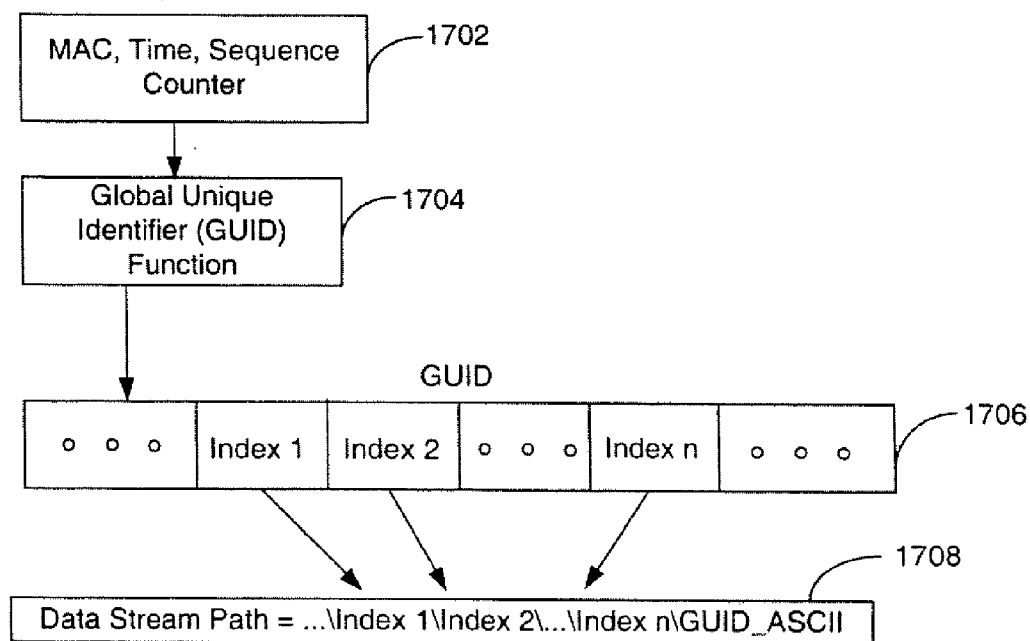 MAC, Time, Sequence
Counter
1702
Global Unique
Identifier (GUID)
Function
1704
GUID
° ° ° Index 1 Index 2 ° ° ° Index n ° ° °
1706
1708
Data Stream Path = ...\Index 1\Index 2\...\Index n\GUID_ASCII